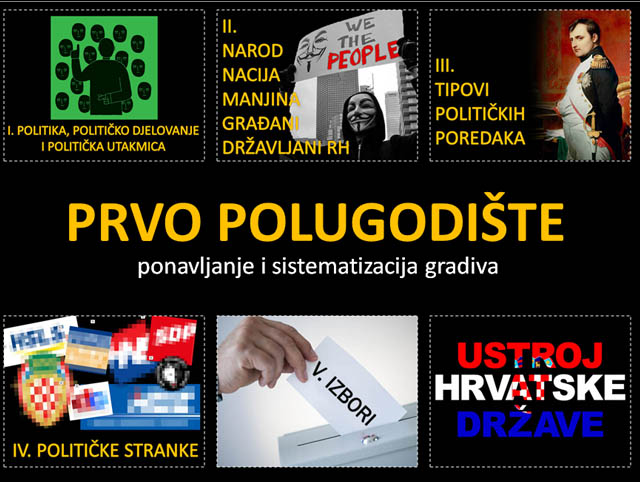 I. POLITIKA, POLITIČKO DJELOVANJE
I POLITIČKA UTAKMICA
II.
NAROD
NACIJA
MANJINA
GRAĐANI
DRŽAVLJANI RH
WE
THE
PEOPLE
III.
TIPOVI
POLITIČKIH
POREDAKA
PRVO POLUGODIŠTE
ponavljanje i sistematizacija gradiva
HSLS
SDP
IV. POLITIČKE STRANKE
V. IZBORI
USTROJ
HRVATSKE
DRŽAVE